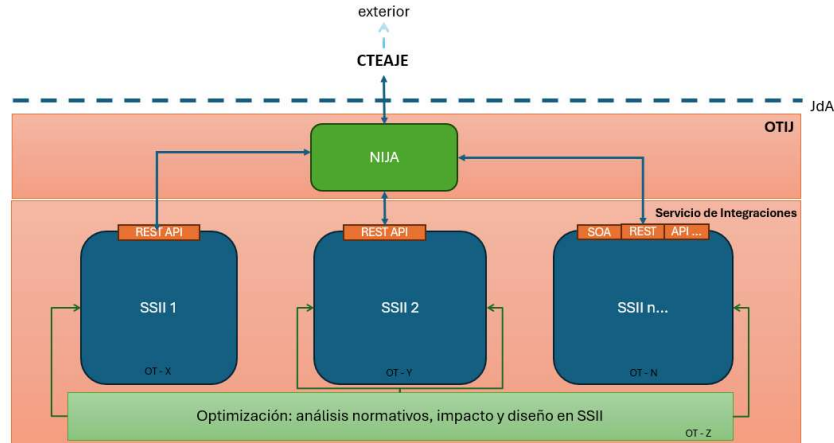 exterior
CTEAJE
JdA
OTIJ
NIJA
Servicio de Integraciones
REST API
REST API
SOA
REST
API ...
SSII 1
SSII 2
SSII n...
OT - X
OT - Y
OT - N
Optimización: análisis normativos, impacto y diseño en SSII
OT - Z